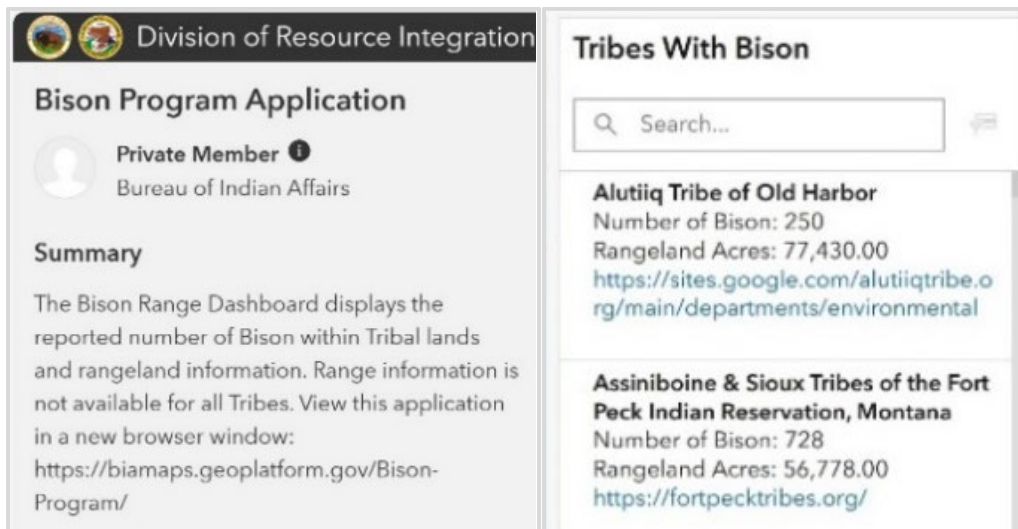 Division of Resource Integration
Bison Program Application
Private Member
Bureau of Indian Affairs
Summary
The Bison Range Dashboard displays the
reported number of Bison within Tribal lands
and rangeland information. Range information is
not available for all Tribes. View this application
in a new browser window:
https://biamaps.geoplatform.gov/Bison-
Program/
Tribes With Bison
Search...
Alutiiq Tribe of Old Harbor
Number of Bison: 250
Rangeland Acres: 77,430.00
https://sites.google.com/alutiiqtribe.o
rg/main/departments/environmental
Assiniboine & Sioux Tribes of the Fort
Peck Indian Reservation, Montana
Number of Bison: 728
Rangeland Acres: 56,778.00
https://fortpecktribes.org/